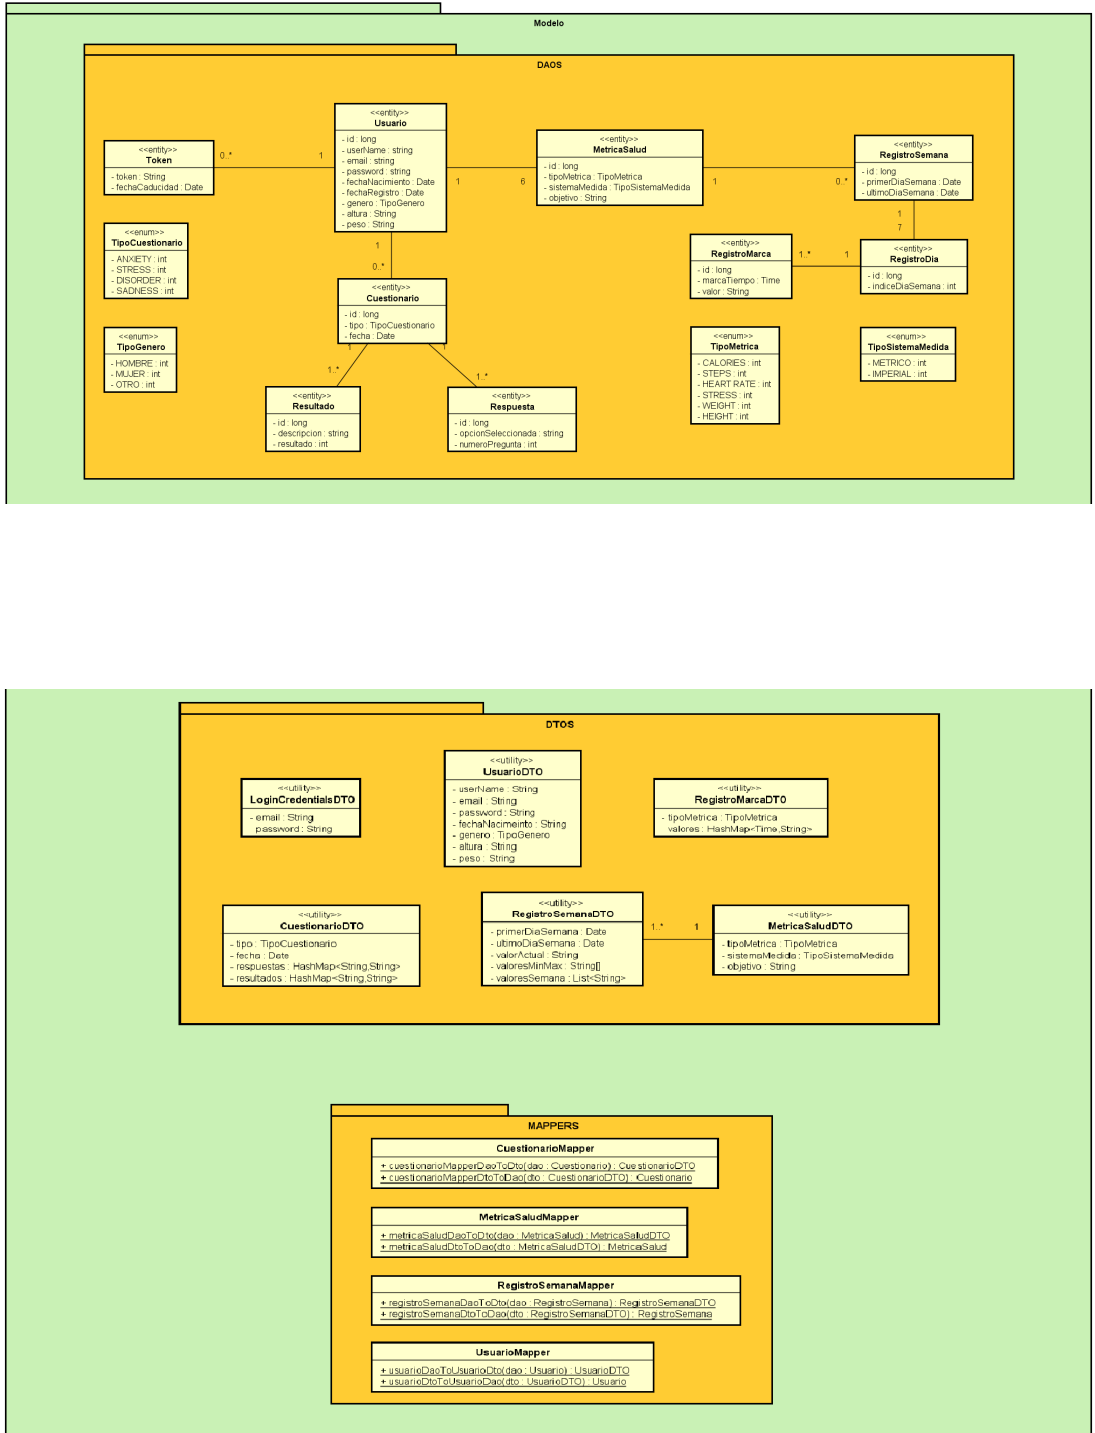 Modelo
DAOS
<<entity>>
Usuario
- id : long
- userName : string
- email : string
- password : string
- fechaNacimiento : Date
- fechaRegistro : Date
- genero : TipoGenero
- altura : String
- peso : String
<<entity>>
Token
- token : String
- fechaCaducidad : Date
0..*
1
<<entity>>
MetricaSalud
- id : long
- tipoMetrica : TipoMetrica
- sistemaMedida : TipoSistemaMedida
- objetivo : String
1
6
<<entity>>
RegistroSemana
- id : long
- primerDiaSemana : Date
- ultimoDiaSemana : Date
1
0..*
1
7
<<enum>>
TipoCuestionario
- ANXIETY : int
- STRESS : int
- DISORDER : int
- SADNESS : int
1
0..*
<<entity>>
RegistroMarca
- id : long
- marcaTiempo : Time
- valor : String
1..*
1
<<entity>>
RegistroDia
- id : long
- indiceDiaSemana : int
<<entity>>
Cuestionario
- id : long
- tipo : TipoCuestionario
- fecha : Date
1
1
1..*
1..*
<<enum>>
TipoGenero
- HOMBRE : int
- MUJER : int
- OTRO : int
<<enum>>
TipoMetrica
- CALORIES : int
- STEPS : int
- HEART RATE : int
- STRESS : int
- WEIGHT : int
- HEIGHT : int
<<enum>>
TipoSistemaMedida
- METRICO : int
- IMPERIAL : int
<<entity>>
Resultado
- id : long
- descripcion : string
- resultado : int
<<entity>>
Respuesta
- id : long
- opcionSeleccionada : string
- numeroPregunta : int
DTOS
<<utility>>
LoginCredentialsDTO
- email : String
password : String
<<utility>>
UsuarioDTO
- userName : String
- email : String
- password : String
- fechaNacimeinto : String
- genero : TipoGenero
- altura : String
- peso : String
<<utility>>
RegistroMarcaDTO
- tipoMetrica : TipoMetrica
valores : HashMap<Time,String>
<<utility>>
CuestionarioDTO
- tipo : TipoCuestionario
- fecha : Date
- respuestas : HashMap<String,String>
- resultados : HashMap<String,String>
<<utility>>
RegistroSemanaDTO
- primerDiaSemana : Date
- ultimoDiaSemana : Date
- valorActual : String
- valoresMinMax : String[]
- valoresSemana : List<String>
1..*
1
<<utility>>
MetricaSaludDTO
- tipoMetrica : TipoMetrica
- sistemaMedida : TipoSistemaMedida
- objetivo : String
MAPPERS
CuestionarioMapper
+ cuestionarioMapperDaoToDto(dao : Cuestionario) : CuestionarioDTO
+ cuestionarioMapperDtoToDao(dto : CuestionarioDTO) : Cuestionario
MetricaSaludMapper
+ metricaSaludDaoToDto(dao : MetricaSalud) : MetricaSaludDTO
+ metricaSaludDtoToDao(dto : MetricaSaludDTO) : MetricaSalud
RegistroSemanaMapper
+ registroSemanaDaoToDto(dao : RegistroSemana) : RegistroSemanaDTO
+ registroSemanaDtoToDao(dto : RegistroSemanaDTO) : RegistroSemana
UsuarioMapper
+ usuarioDaoToUsuarioDto(dao : Usuario) : UsuarioDTO
+ usuarioDtoToUsuarioDao(dto : UsuarioDTO) : Usuario